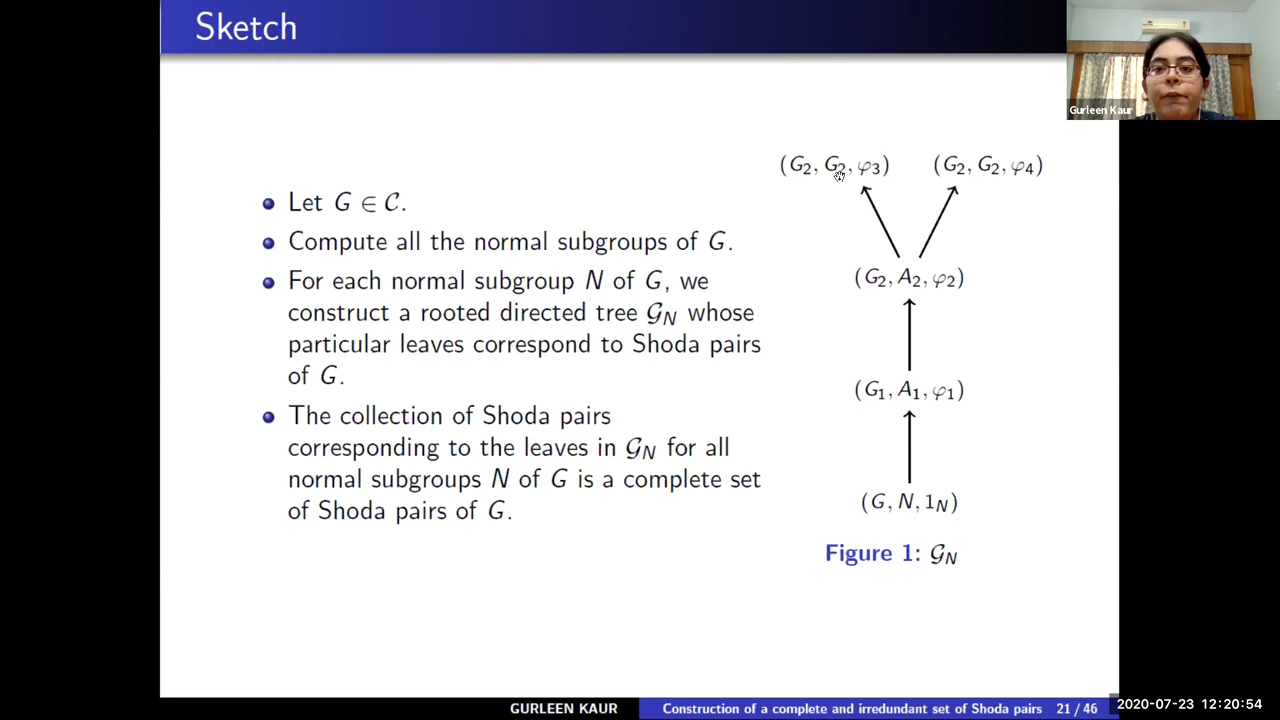 Sketch
Gurleen Kaur
Let G ∈ 𝒞.
Compute all the normal subgroups of G.
For each normal subgroup N of G, we
construct a rooted directed tree 𝒢_N whose
particular leaves correspond to Shoda pairs
of G.
The collection of Shoda pairs
corresponding to the leaves in 𝒢_N for all
normal subgroups N of G is a complete set
of Shoda pairs of G.
(G₂, G₂, φ₃) (G₂, G₂, φ₄)
(G₂, A₂, φ₂)
(G₁, A₁, φ₁)
(G, N, 1_N)
Figure 1: 𝒢_N
GURLEEN KAUR Construction of a complete and irredundant set of Shoda pairs 21 / 46
2020-07-23 12:20:54